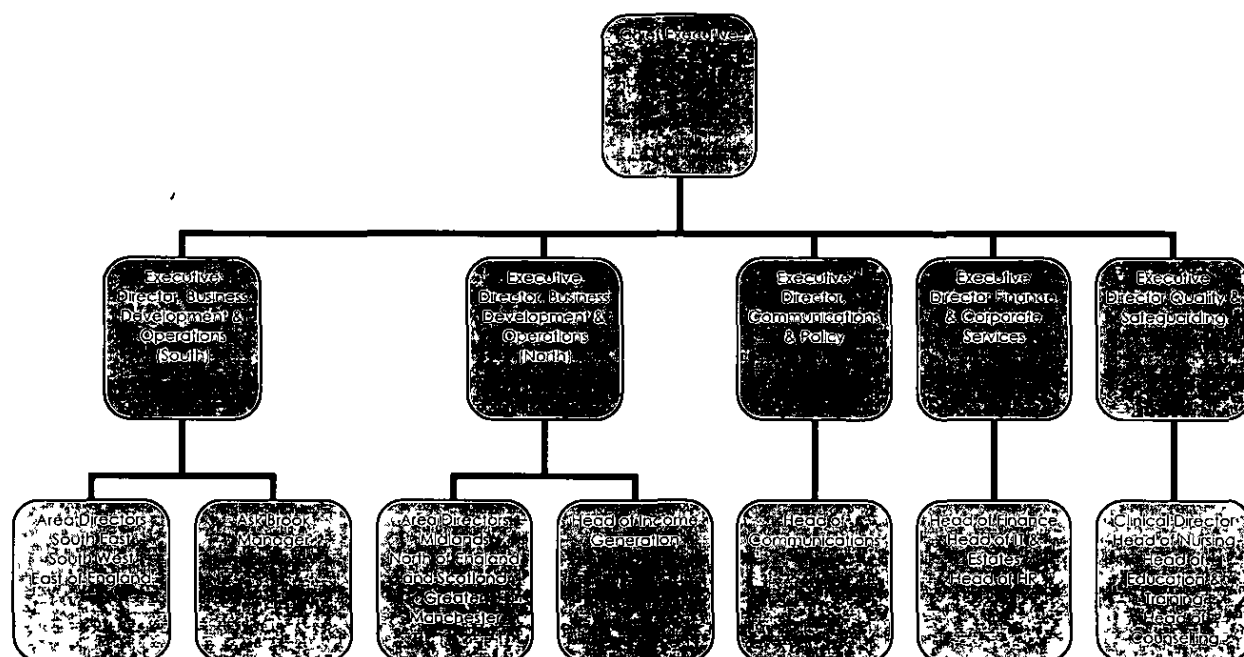 Chief Executive
Executive
Director, Business
Development &
Operations
(South)
Executive
Director, Business
Development &
Operations
(North)
Executive
Director,
Communications
& Policy
Executive
Director Finance
& Corporate
Services
Executive
Director Quality &
Safeguarding
Area Directors
South East
South West
East of England
Ask Brook
Manager
Area Directors
Midlands
North of England
and Scotland
Greater
Manchester
Head of Income
Generation
Head of
Communications
Head of Finance
Head of IT &
Estates
Head of HR
Clinical Director
Head of Nursing
Head of
Education &
Training
Head of
Counselling